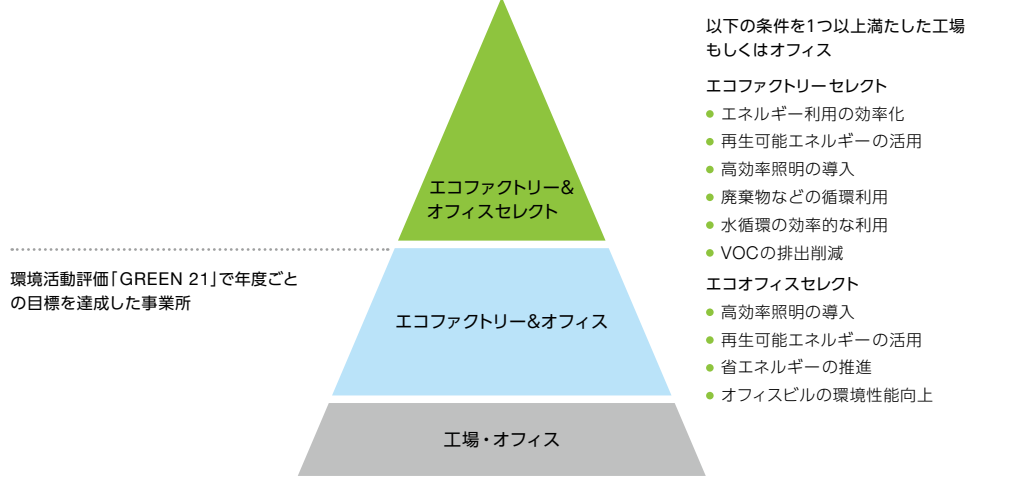 以下の条件を1つ以上満たした工場
もしくはオフィス
エコファクトリーセレクト
● エネルギー利用の効率化
● 再生可能エネルギーの活用
● 高効率照明の導入
● 廃棄物などの循環利用
● 水循環の効率的な利用
● VOCの排出削減
エコオフィスセレクト
● 高効率照明の導入
● 再生可能エネルギーの活用
● 省エネルギーの推進
● オフィスビルの環境性能向上
エコファクトリー&
オフィスセレクト
環境活動評価「GREEN 21」で年度ごと
の目標を達成した事業所
エコファクトリー&オフィス
工場・オフィス